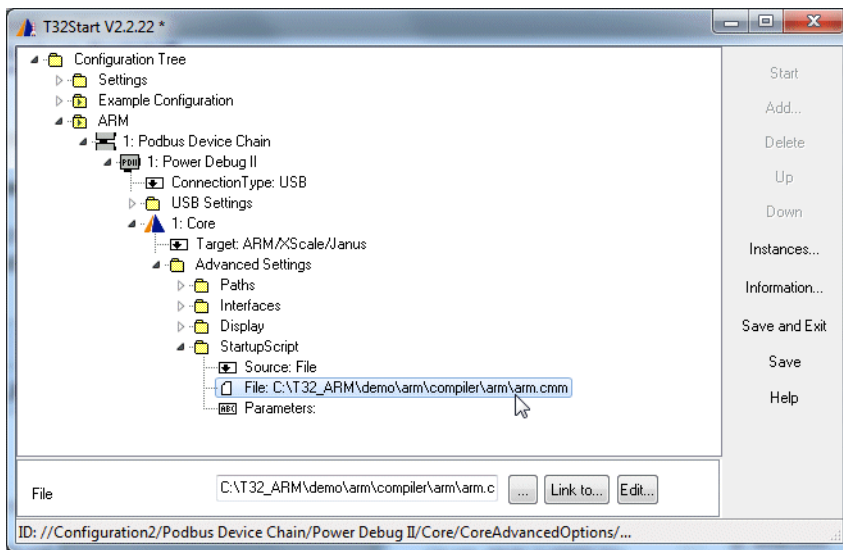 T32Start V2.2.22 *
Configuration Tree
Settings
Example Configuration
ARM
1: Podbus Device Chain
PDII 1: Power Debug II
ConnectionType: USB
USB Settings
1: Core
Target: ARM/XScale/Janus
Advanced Settings
Paths
Interfaces
Display
StartupScript
Source: File
File: C:\T32_ARM\demo\arm\compiler\arm\arm.cmm
ABC Parameters:
Start
Add...
Delete
Up
Down
Instances...
Information...
Save and Exit
Save
Help
File C:\T32_ARM\demo\arm\compiler\arm\arm.c ... Link to... Edit...
ID: //Configuration2/Podbus Device Chain/Power Debug II/Core/CoreAdvancedOptions/...